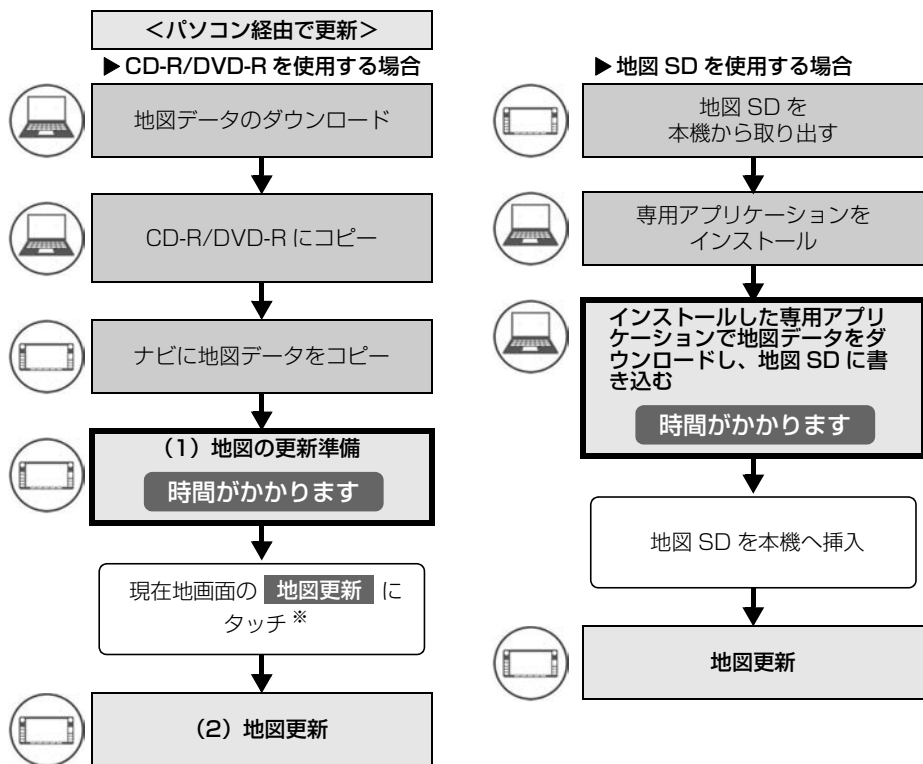 ＜パソコン経由で更新＞
▶CD-R/DVD-R を使用する場合
地図データのダウンロード
CD-R/DVD-R にコピー
ナビに地図データをコピー
（1）地図の更新準備
時間がかかります
現在地画面の 地図更新 に
タッチ ※
（2）地図更新
▶地図 SD を使用する場合
地図 SD を
本機から取り出す
専用アプリケーションを
インストール
インストールした専用アプリ
ケーションで地図データをダ
ウンロードし、地図 SD に書
き込む
時間がかかります
地図 SD を本機へ挿入
地図更新